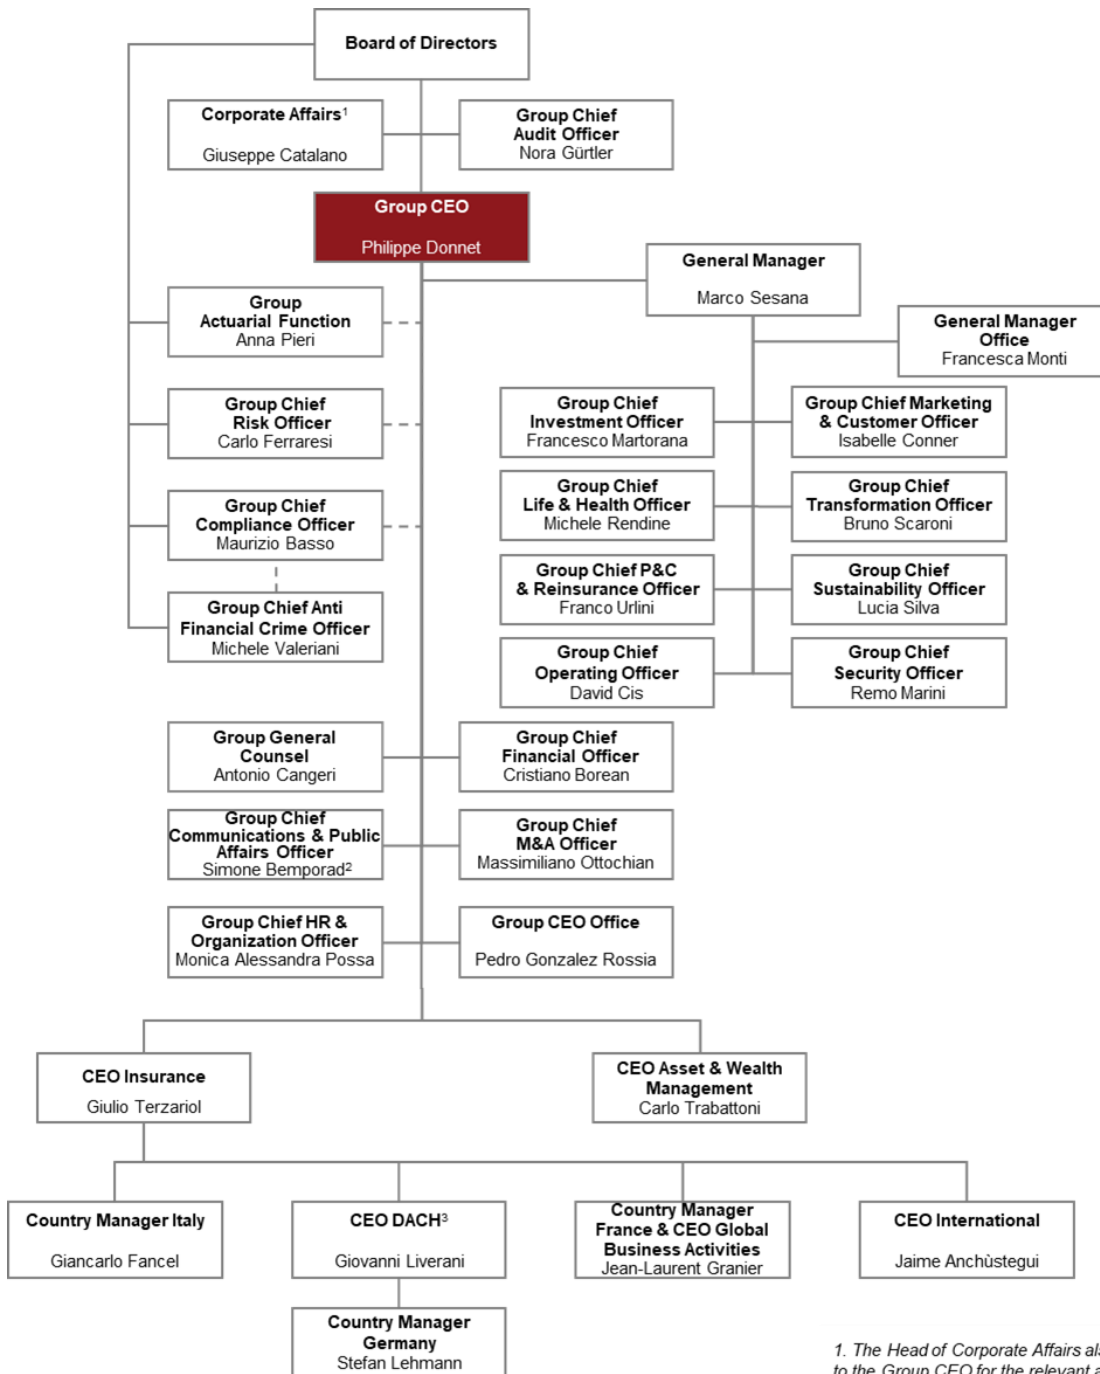 Board of Directors
Corporate Affairs¹
Giuseppe Catalano
Group Chief
Audit Officer
Nora Gürtler
Group CEO
Philippe Donnet
General Manager
Marco Sesana
General Manager
Office
Francesca Monti
Group
Actuarial Function
Anna Pieri
Group Chief
Risk Officer
Carlo Ferraresi
Group Chief
Compliance Officer
Maurizio Basso
Group Chief Anti
Financial Crime Officer
Michele Valeriani
Group Chief
Investment Officer
Francesco Martorana
Group Chief Marketing
& Customer Officer
Isabelle Conner
Group Chief
Life & Health Officer
Michele Rendine
Group Chief
Transformation Officer
Bruno Scaroni
Group Chief P&C
& Reinsurance Officer
Franco Urlini
Group Chief
Sustainability Officer
Lucia Silva
Group Chief
Operating Officer
David Cis
Group Chief
Security Officer
Remo Marini
Group General
Counsel
Antonio Cangeri
Group Chief
Financial Officer
Cristiano Borean
Group Chief
Communications & Public
Affairs Officer
Simone Bemporad²
Group Chief
M&A Officer
Massimiliano Ottochian
Group Chief HR &
Organization Officer
Monica Alessandra Possa
Group CEO Office
Pedro Gonzalez Rossia
CEO Insurance
Giulio Terzariol
CEO Asset & Wealth
Management
Carlo Trabattoni
Country Manager Italy
Giancarlo Fancel
CEO DACH³
Giovanni Liverani
Country Manager
France & CEO Global
Business Activities
Jean-Laurent Granier
CEO International
Jaime Anchùstegui
Country Manager
Germany
Stefan Lehmann
1. The Head of Corporate Affairs als
to the Group CEO for the relevant a